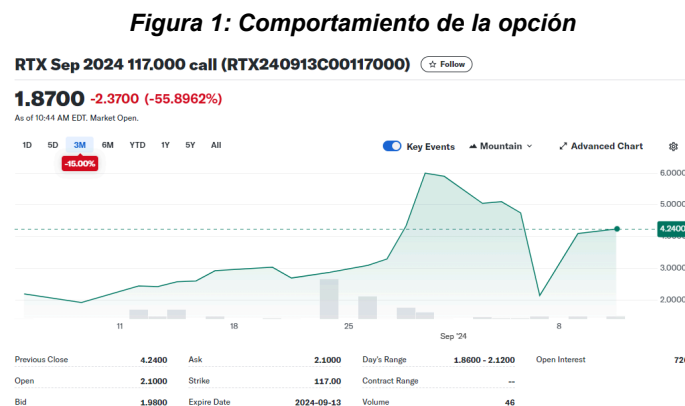 Figura 1: Comportamiento de la opción
RTX Sep 2024 117.000 call (RTX240913C00117000) ☆ Follow
1.8700 -2.3700 (-55.8962%)
As of 10:44 AM EDT. Market Open.
1D 5D 3M 6M YTD 1Y 5Y All Key Events Mountain Advanced Chart
-15.00%
6.0000
5.0000
4.2400
3.0000
2.0000
11 18 25 8
Sep '24
Previous Close 4.2400 Ask 2.1000 Day's Range 1.8600 - 2.1200 Open Interest
Open 2.1000 Strike 117.00 Contract Range --
Bid 1.9800 Expire Date 2024-09-13 Volume 46